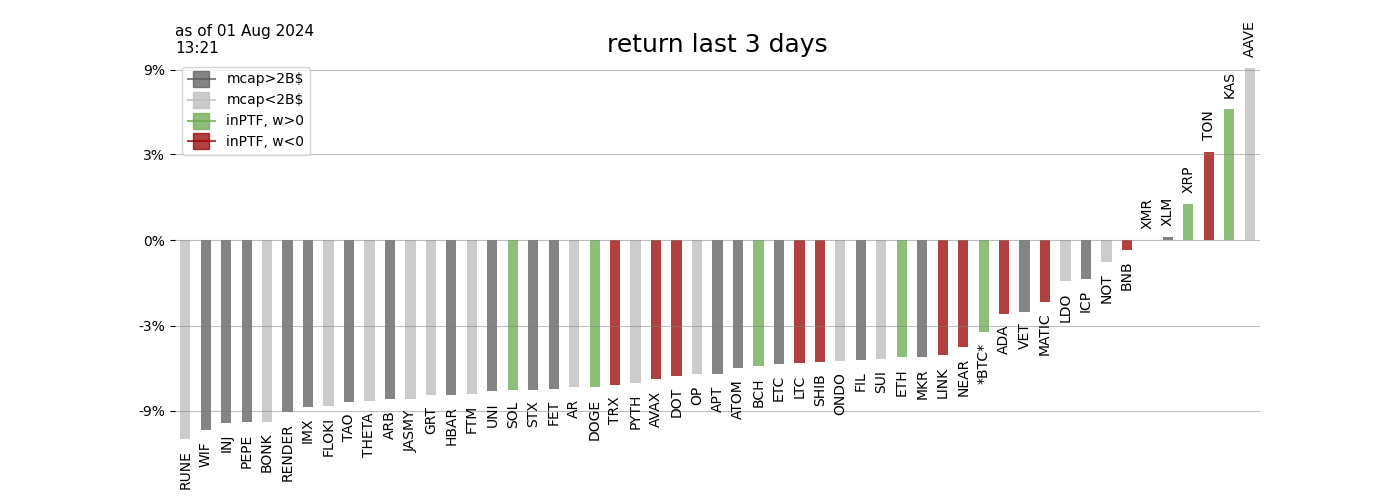 as of 01 Aug 2024
13:21
return last 3 days
mcap>2B$
mcap<2B$
inPTF, w>0
inPTF, w<0
9%
3%
0%
-3%
-9%
RUNE
WIF
INJ
PEPE
BONK
RENDER
IMX
FLOKI
TAO
THETA
ARB
JASMY
GRT
HBAR
FTM
UNI
SOL
STX
FET
AR
DOGE
TRX
PYTH
AVAX
DOT
OP
APT
ATOM
BCH
ETC
LTC
SHIB
ONDO
FIL
SUI
ETH
MKR
LINK
NEAR
*BTC*
ADA
VET
MATIC
LDO
ICP
NOT
BNB
XMR
XLM
XRP
TON
KAS
AAVE